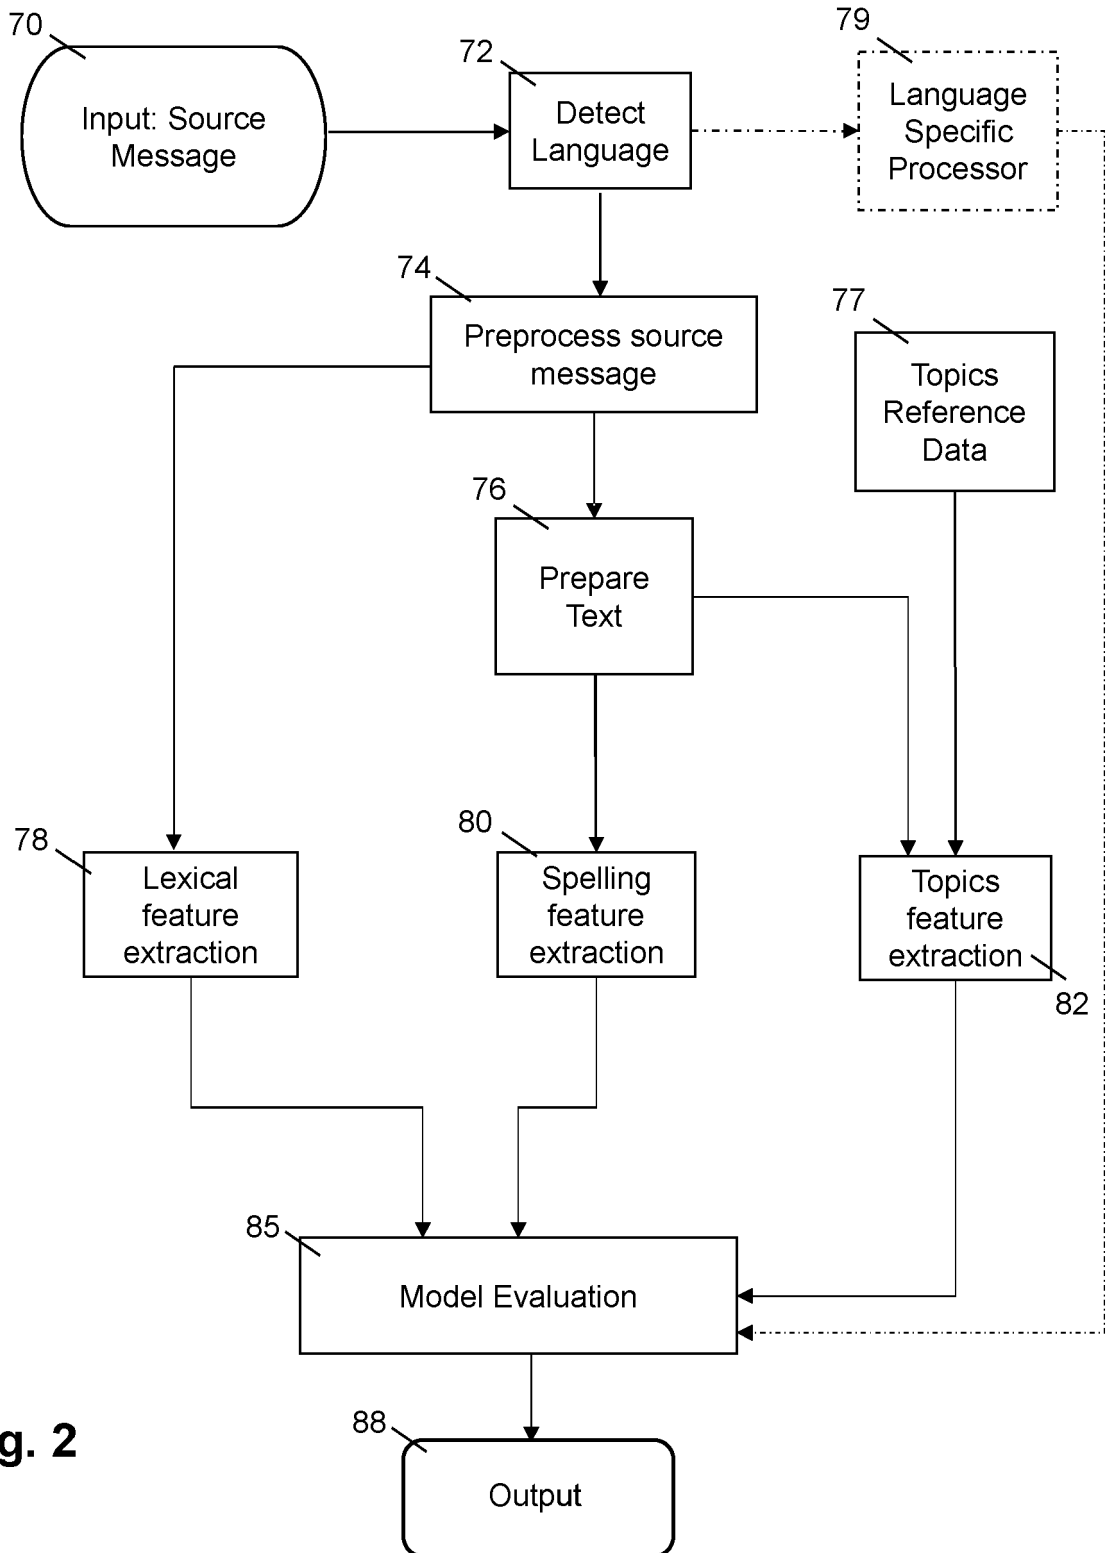 70
Input: Source
Message
72
Detect
Language
79
Language
Specific
Processor
74
Preprocess source
message
77
Topics
Reference
Data
76
Prepare
Text
78
Lexical
feature
extraction
80
Spelling
feature
extraction
Topics
feature
extraction
82
85
Model Evaluation
88
Output
g. 2